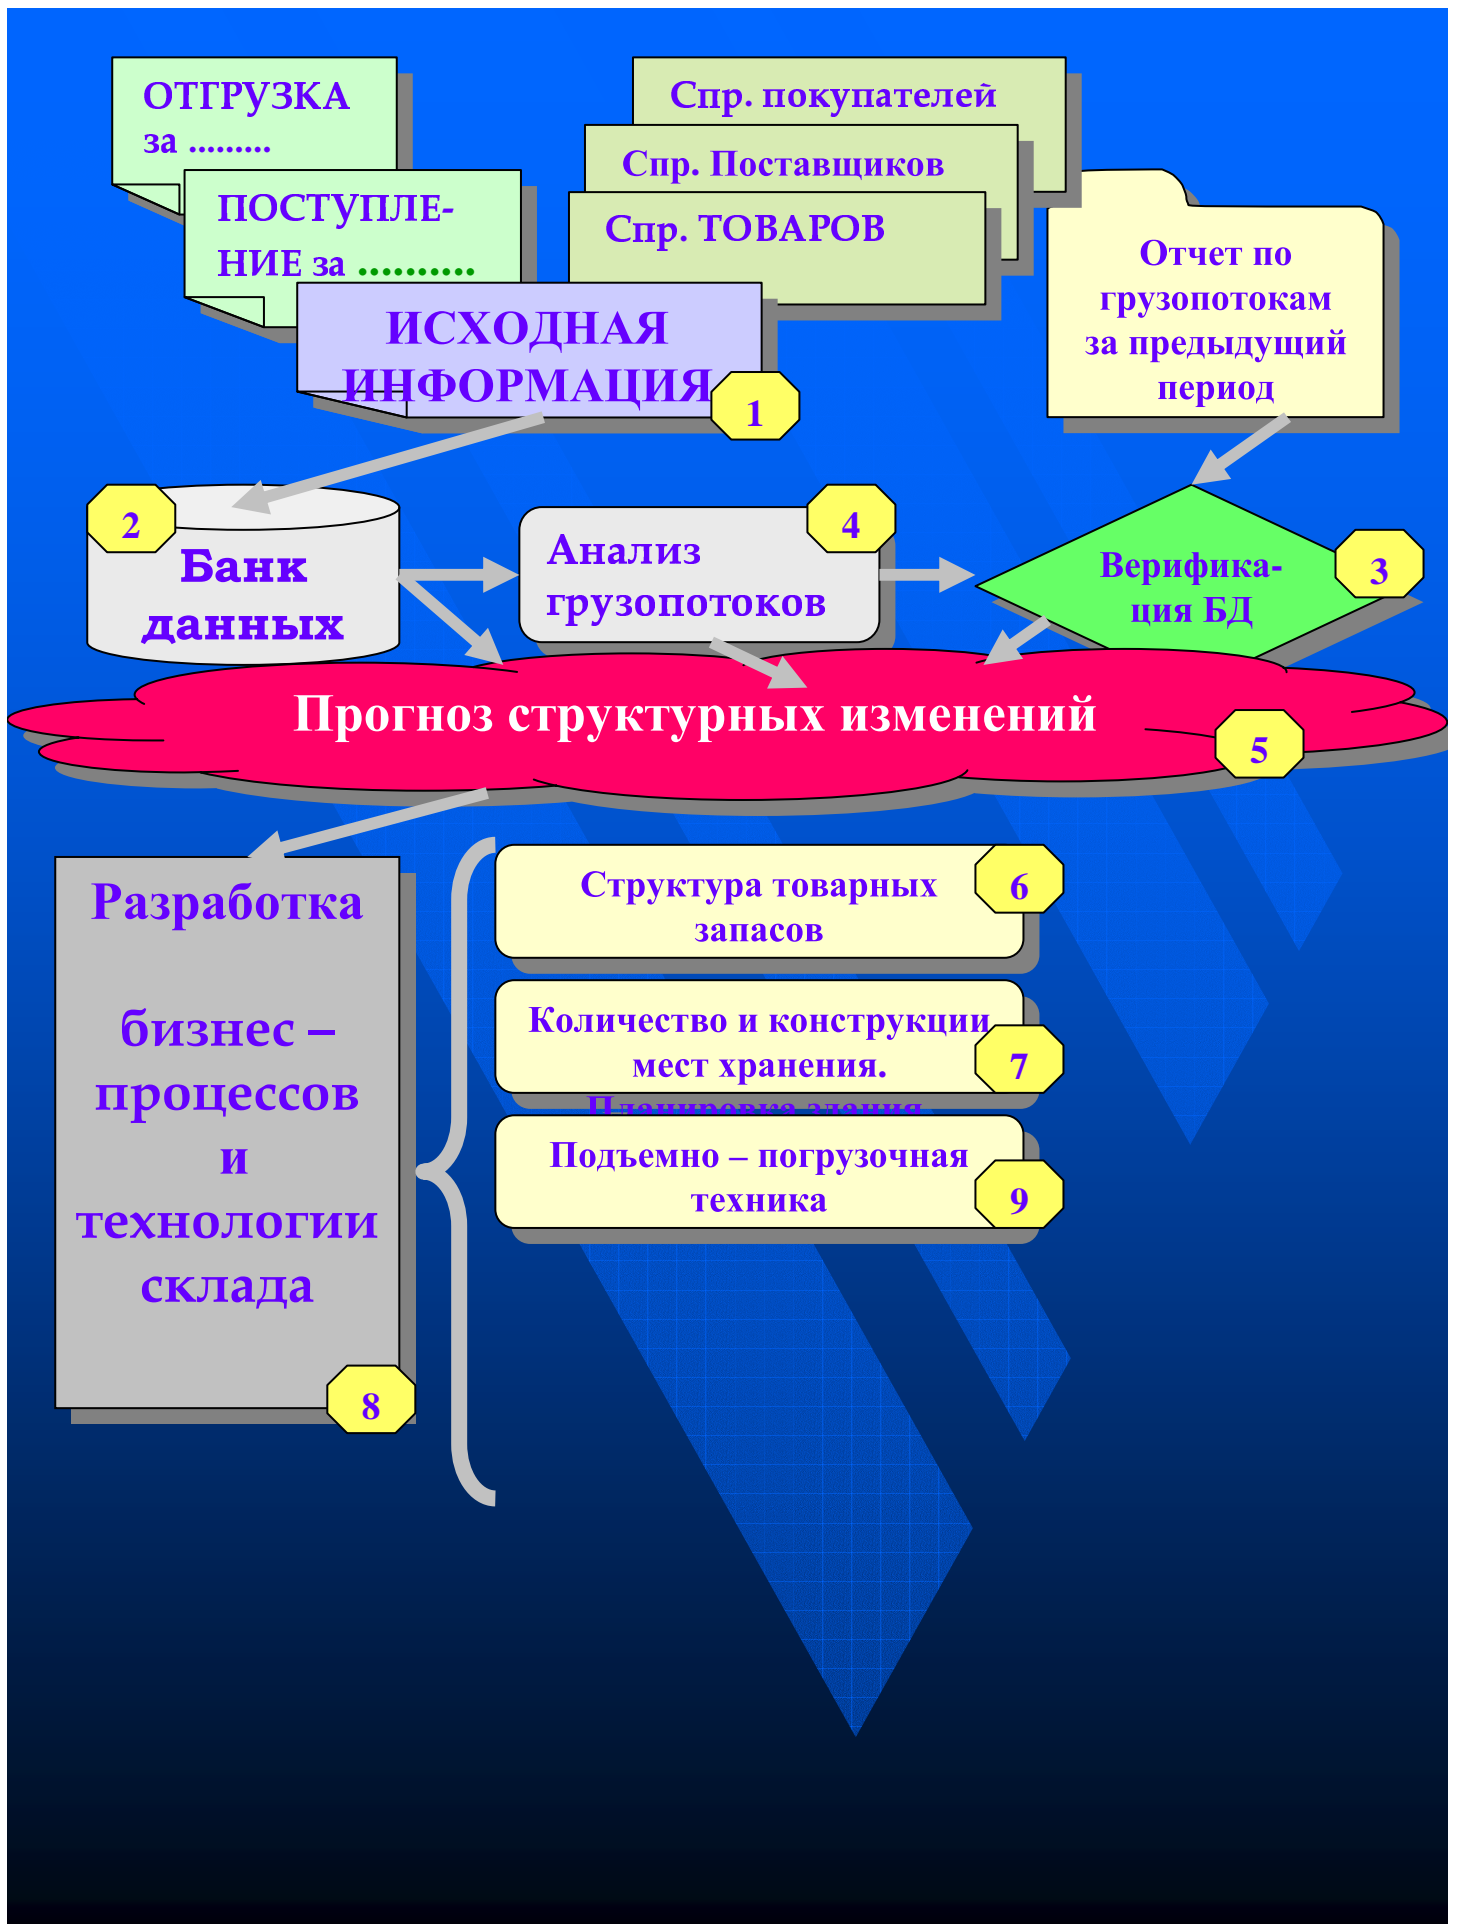 ОТГРУЗКА
за .........
ПОСТУПЛЕ-
НИЕ за ..........
Спр. покупателей
Спр. Поставщиков
Спр. ТОВАРОВ
ИСХОДНАЯ
ИНФОРМАЦИЯ
1
Отчет по
грузопотокам
за предыдущий
период
2
Банк
данных
4
Анализ
грузопотоков
3
Верифика-
ция БД
Прогноз структурных изменений
5
Разработка
бизнес –
процессов
и
технологии
склада
8
Структура товарных
запасов
6
Количество и конструкции
мест хранения.
Планировка здания
7
Подъемно – погрузочная
техника
9